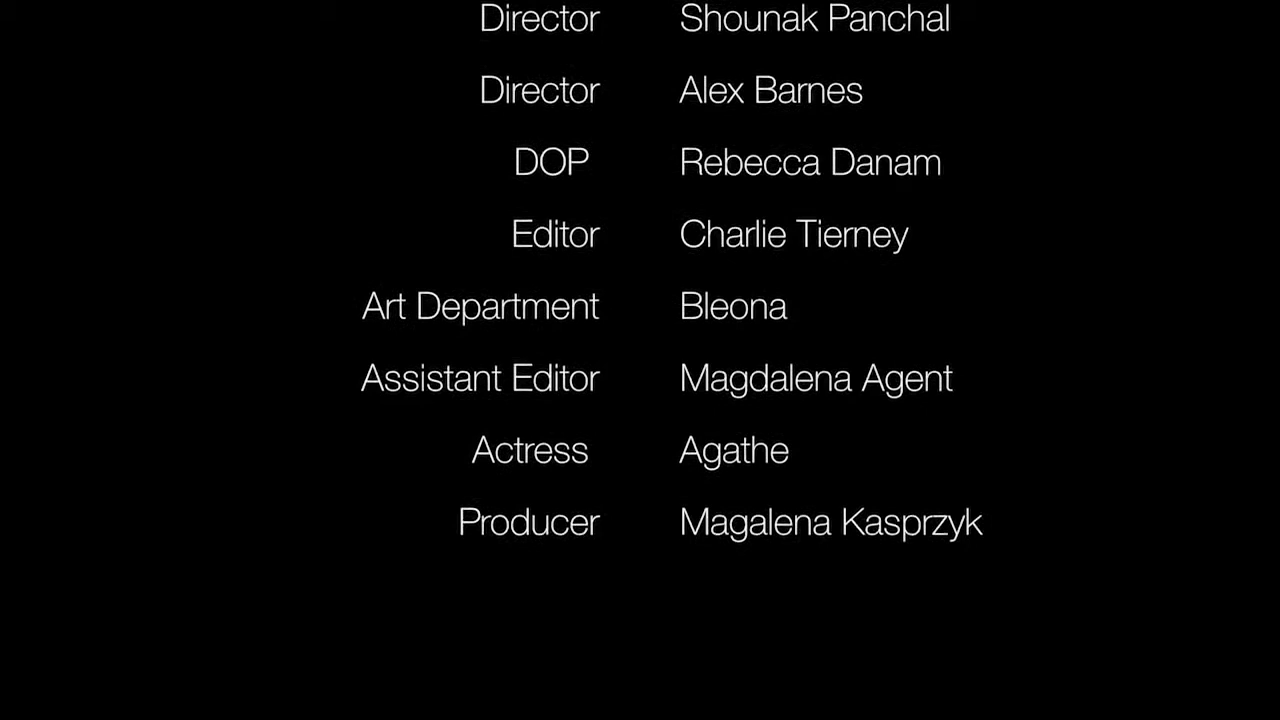 Director Shounak Panchal
Director Alex Barnes
DOP Rebecca Danam
Editor Charlie Tierney
Art Department Bleona
Assistant Editor Magdalena Agent
Actress Agathe
Producer Magalena Kasprzyk